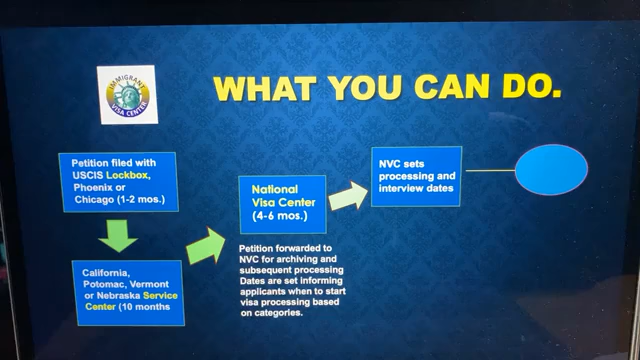 IMMIGRANT
VISA CENTER
WHAT YOU CAN DO.
Petition filed with
USCIS Lockbox,
Phoenix or
Chicago (1-2 mos.)
California,
Potomac, Vermont
or Nebraska Service
Center (10 months
National
Visa Center
(4-6 mos.)
Petition forwarded to
NVC for archiving and
subsequent processing
Dates are set informing
applicants when to start
visa processing based
on categories.
NVC sets
processing and
interview dates